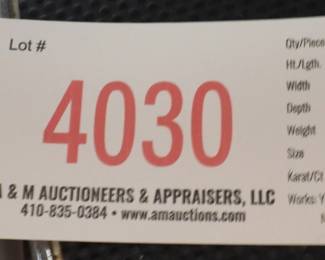 Lot #
4030
& M AUCTIONEERS & APPRAISERS, LLC
410-835-0384 • www.amauctions.com
Qty/Piece
Ht./Lgth.
Width
Depth
Weight
Size
Karat/Ct
Works: Y